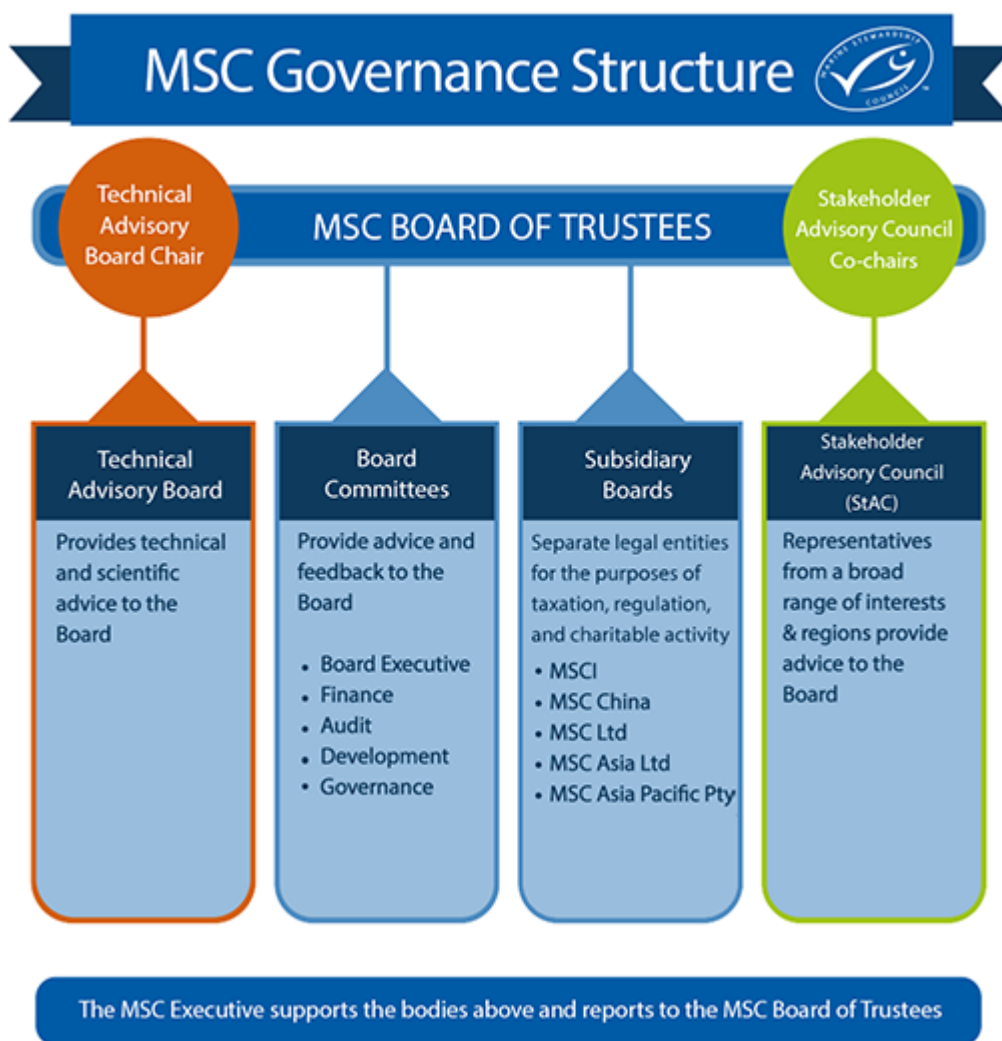 MSC Governance Structure
MARINE STEWARDSHIP
COUNCIL
TM
Technical
Advisory
Board Chair
MSC BOARD OF TRUSTEES
Stakeholder
Advisory Council
Co-chairs
Technical
Advisory Board
Provides technical
and scientific
advice to the
Board
Board
Committees
Provide advice and
feedback to the
Board
• Board Executive
• Finance
• Audit
• Development
• Governance
Subsidiary
Boards
Separate legal entities
for the purposes of
taxation, regulation,
and charitable activity
• MSCI
• MSC China
• MSC Ltd
• MSC Asia Ltd
• MSC Asia Pacific Pty
Stakeholder
Advisory Council
(StAC)
Representatives
from a broad
range of interests
& regions provide
advice to the
Board
The MSC Executive supports the bodies above and reports to the MSC Board of Trustees